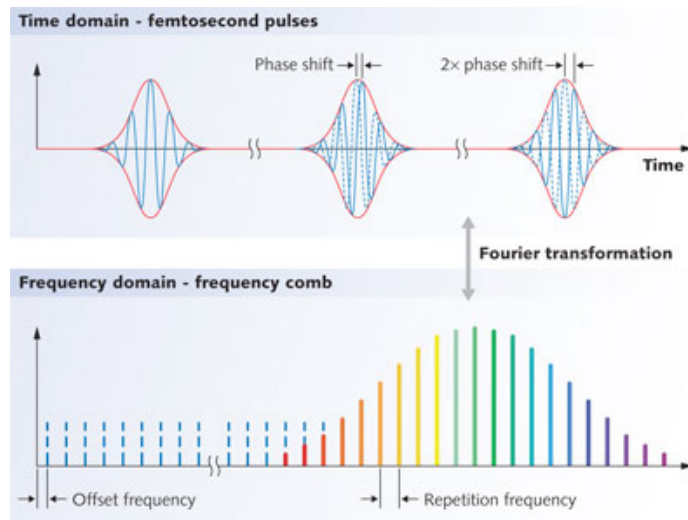 Time domain - femtosecond pulses
Phase shift
2× phase shift
Time
Fourier transformation
Frequency domain - frequency comb
Offset frequency
Repetition frequency